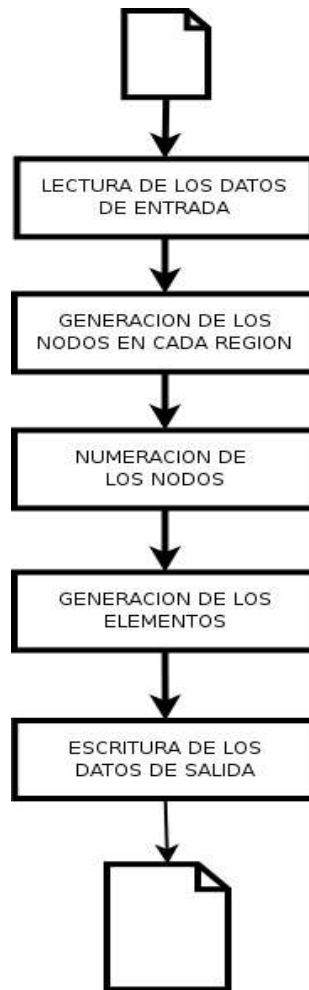 LECTURA DE LOS DATOS
DE ENTRADA
GENERACION DE LOS
NODOS EN CADA REGION
NUMERACION DE
LOS NODOS
GENERACION DE LOS
ELEMENTOS
ESCRITURA DE LOS
DATOS DE SALIDA